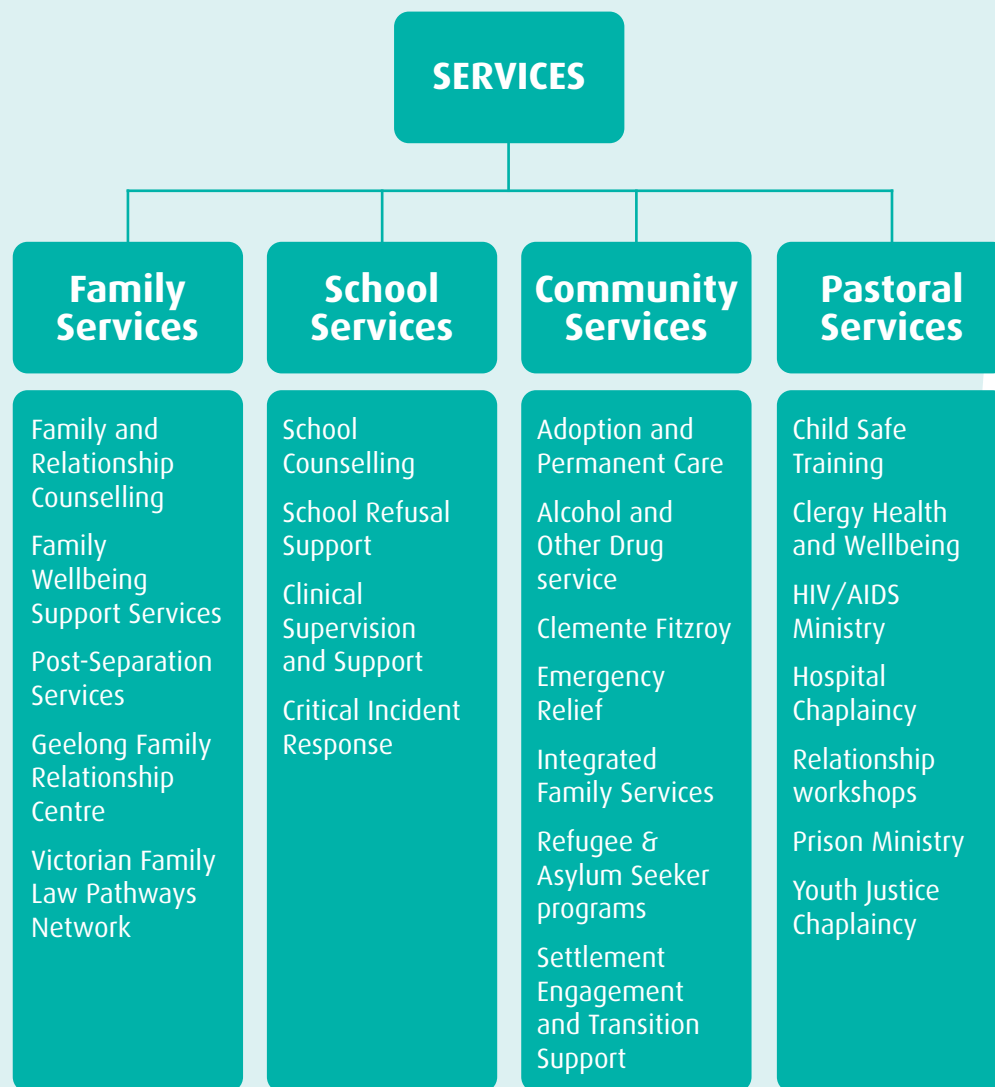 SERVICES
Family
Services
School
Services
Community
Services
Pastoral
Services
Family and
Relationship
Counselling
Family
Wellbeing
Support Services
Post-Separation
Services
Geelong Family
Relationship
Centre
Victorian Family
Law Pathways
Network
School
Counselling
School Refusal
Support
Clinical
Supervision
and Support
Critical Incident
Response
Adoption and
Permanent Care
Alcohol and
Other Drug
service
Clemente Fitzroy
Emergency
Relief
Integrated
Family Services
Refugee &
Asylum Seeker
programs
Settlement
Engagement
and Transition
Support
Child Safe
Training
Clergy Health
and Wellbeing
HIV/AIDS
Ministry
Hospital
Chaplaincy
Relationship
workshops
Prison Ministry
Youth Justice
Chaplaincy